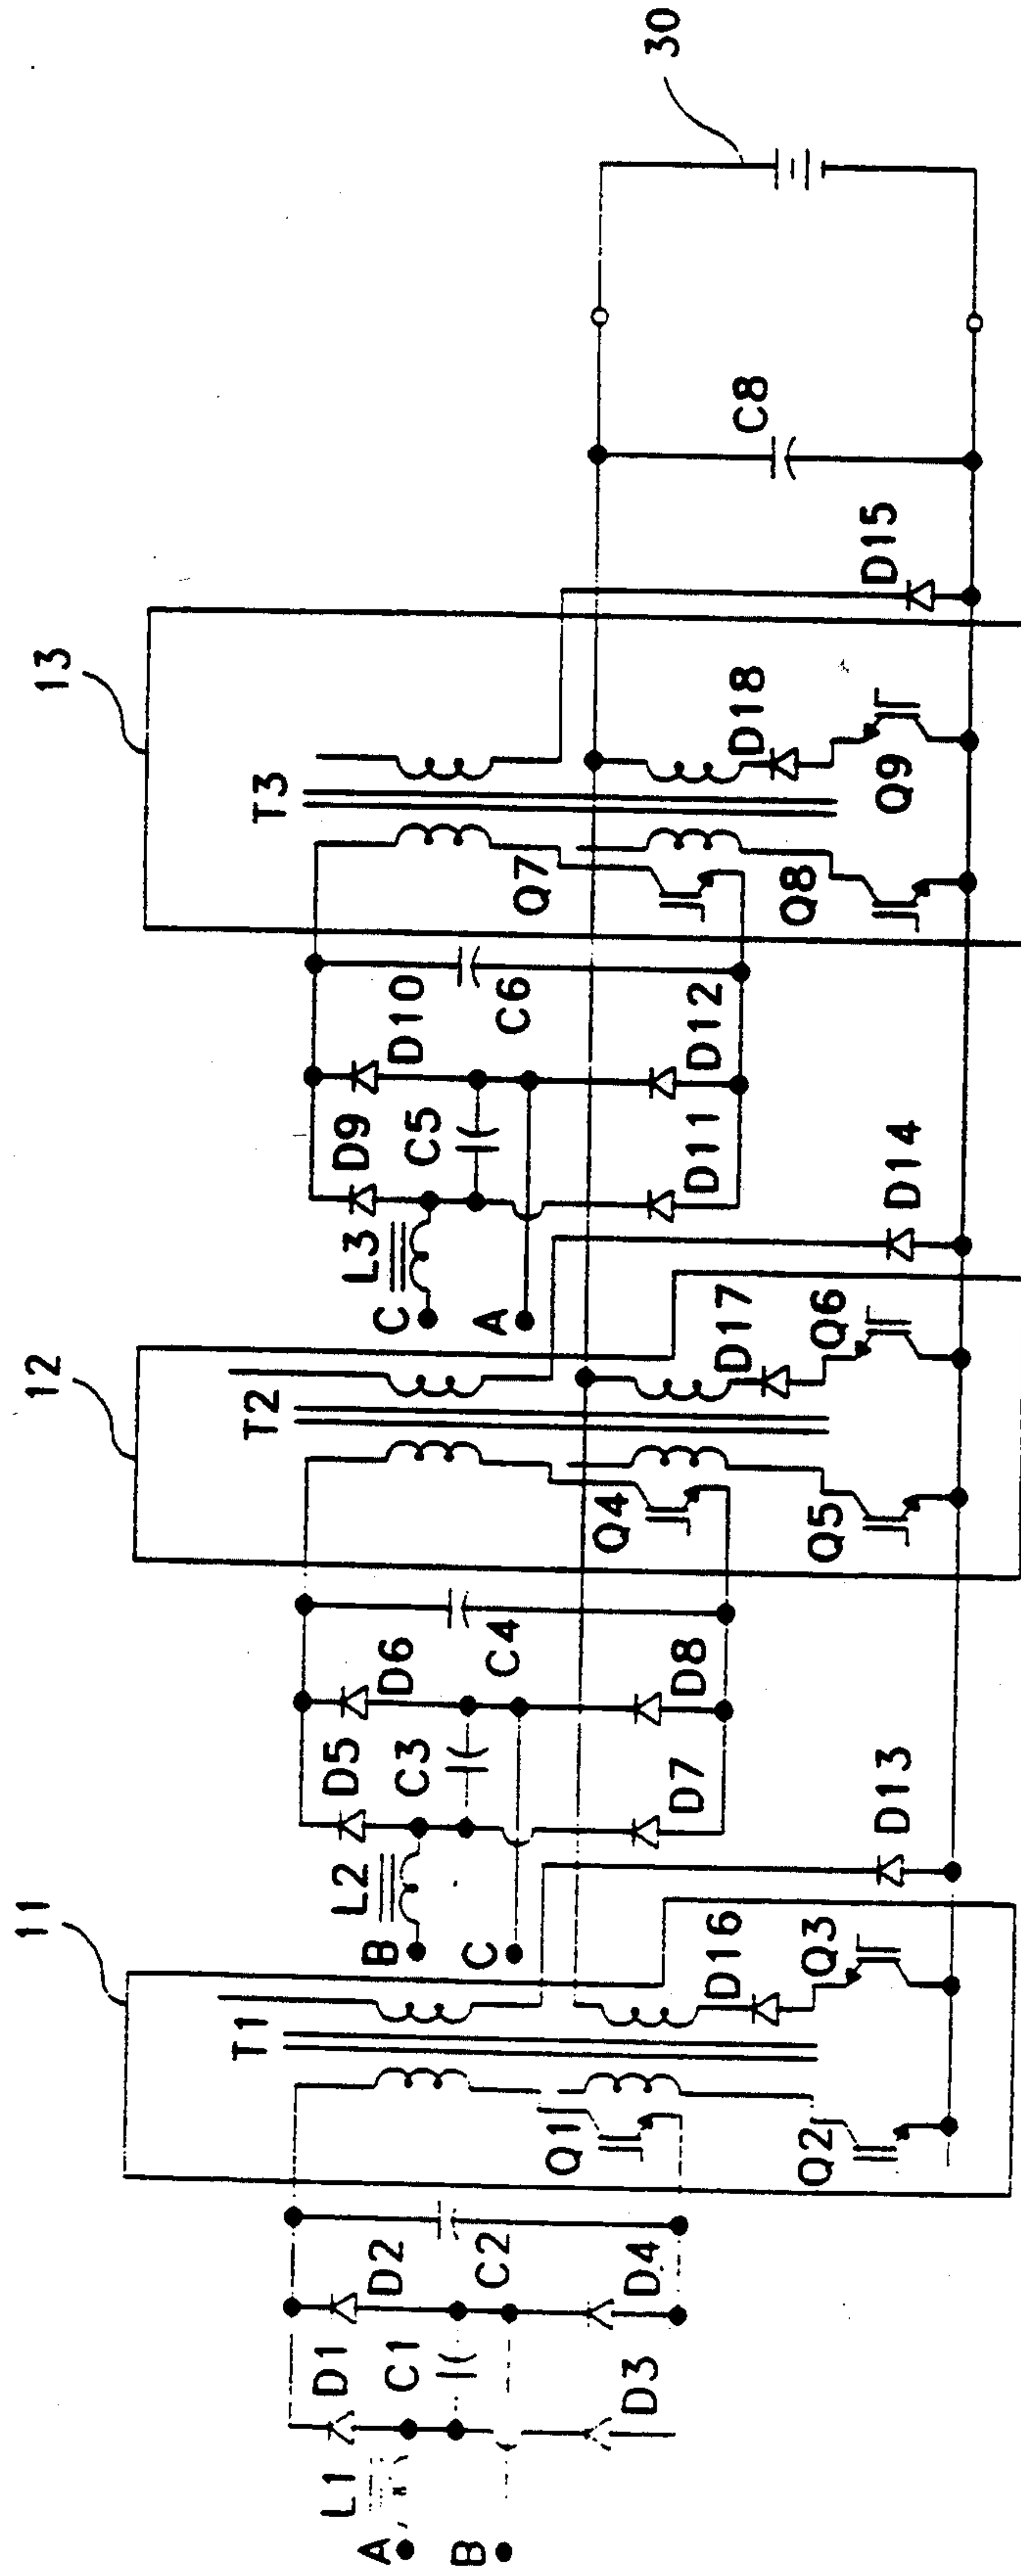 11
12
13
30
T1
T2
T3
A
B
L1
D1
D2
C1
C2
D3
D4
Q1
Q2
Q3
D16
D13
B
C
L2
D5
D6
C3
C4
D7
D8
Q4
Q5
Q6
D17
D14
C
A
L3
D9
D10
C5
C6
D11
D12
Q7
Q8
Q9
D18
D15
C8